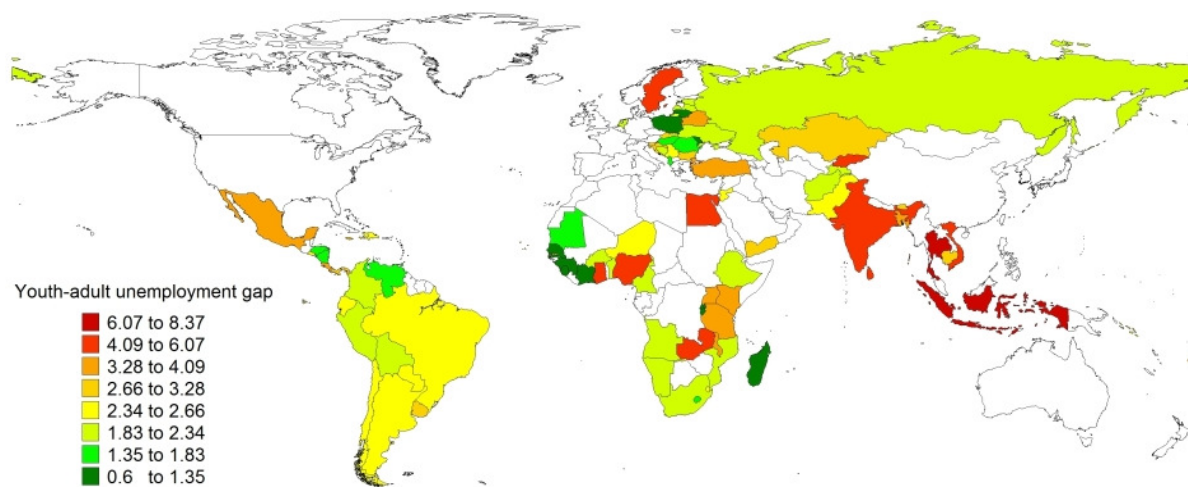 Youth-adult unemployment gap
6.07 to 8.37
4.09 to 6.07
3.28 to 4.09
2.66 to 3.28
2.34 to 2.66
1.83 to 2.34
1.35 to 1.83
0.6 to 1.35